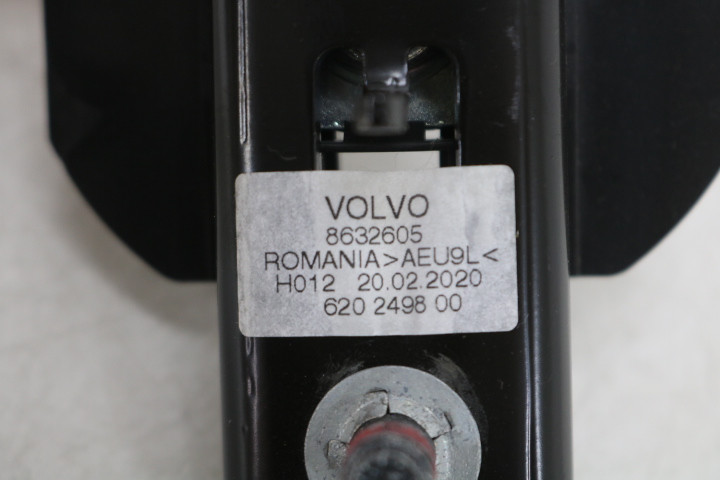 VOLVO
8632605
ROMANIA>AEU9L<
H012 20.02.2020
620 2498 00